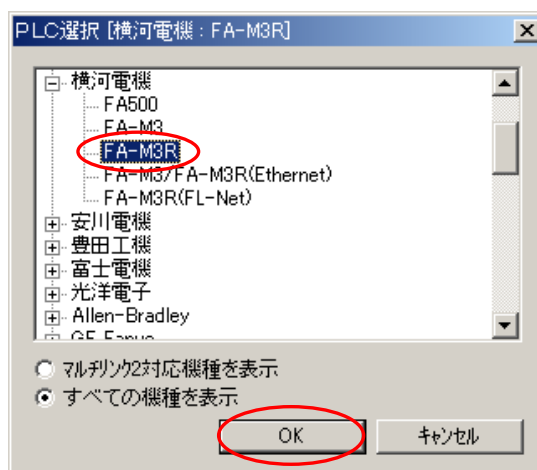 PLC選択 [横河電機 : FA-M3R]
横河電機
FA500
FA-M3
FA-M3R
FA-M3/FA-M3R(Ethernet)
FA-M3R(FL-Net)
安川電機
豊田工機
富士電機
光洋電子
Allen-Bradley
GE Fanuc
ﾏﾙﾁﾘﾝｸ2対応機種を表示
すべての機種を表示
OK
ｷｬﾝｾﾙ